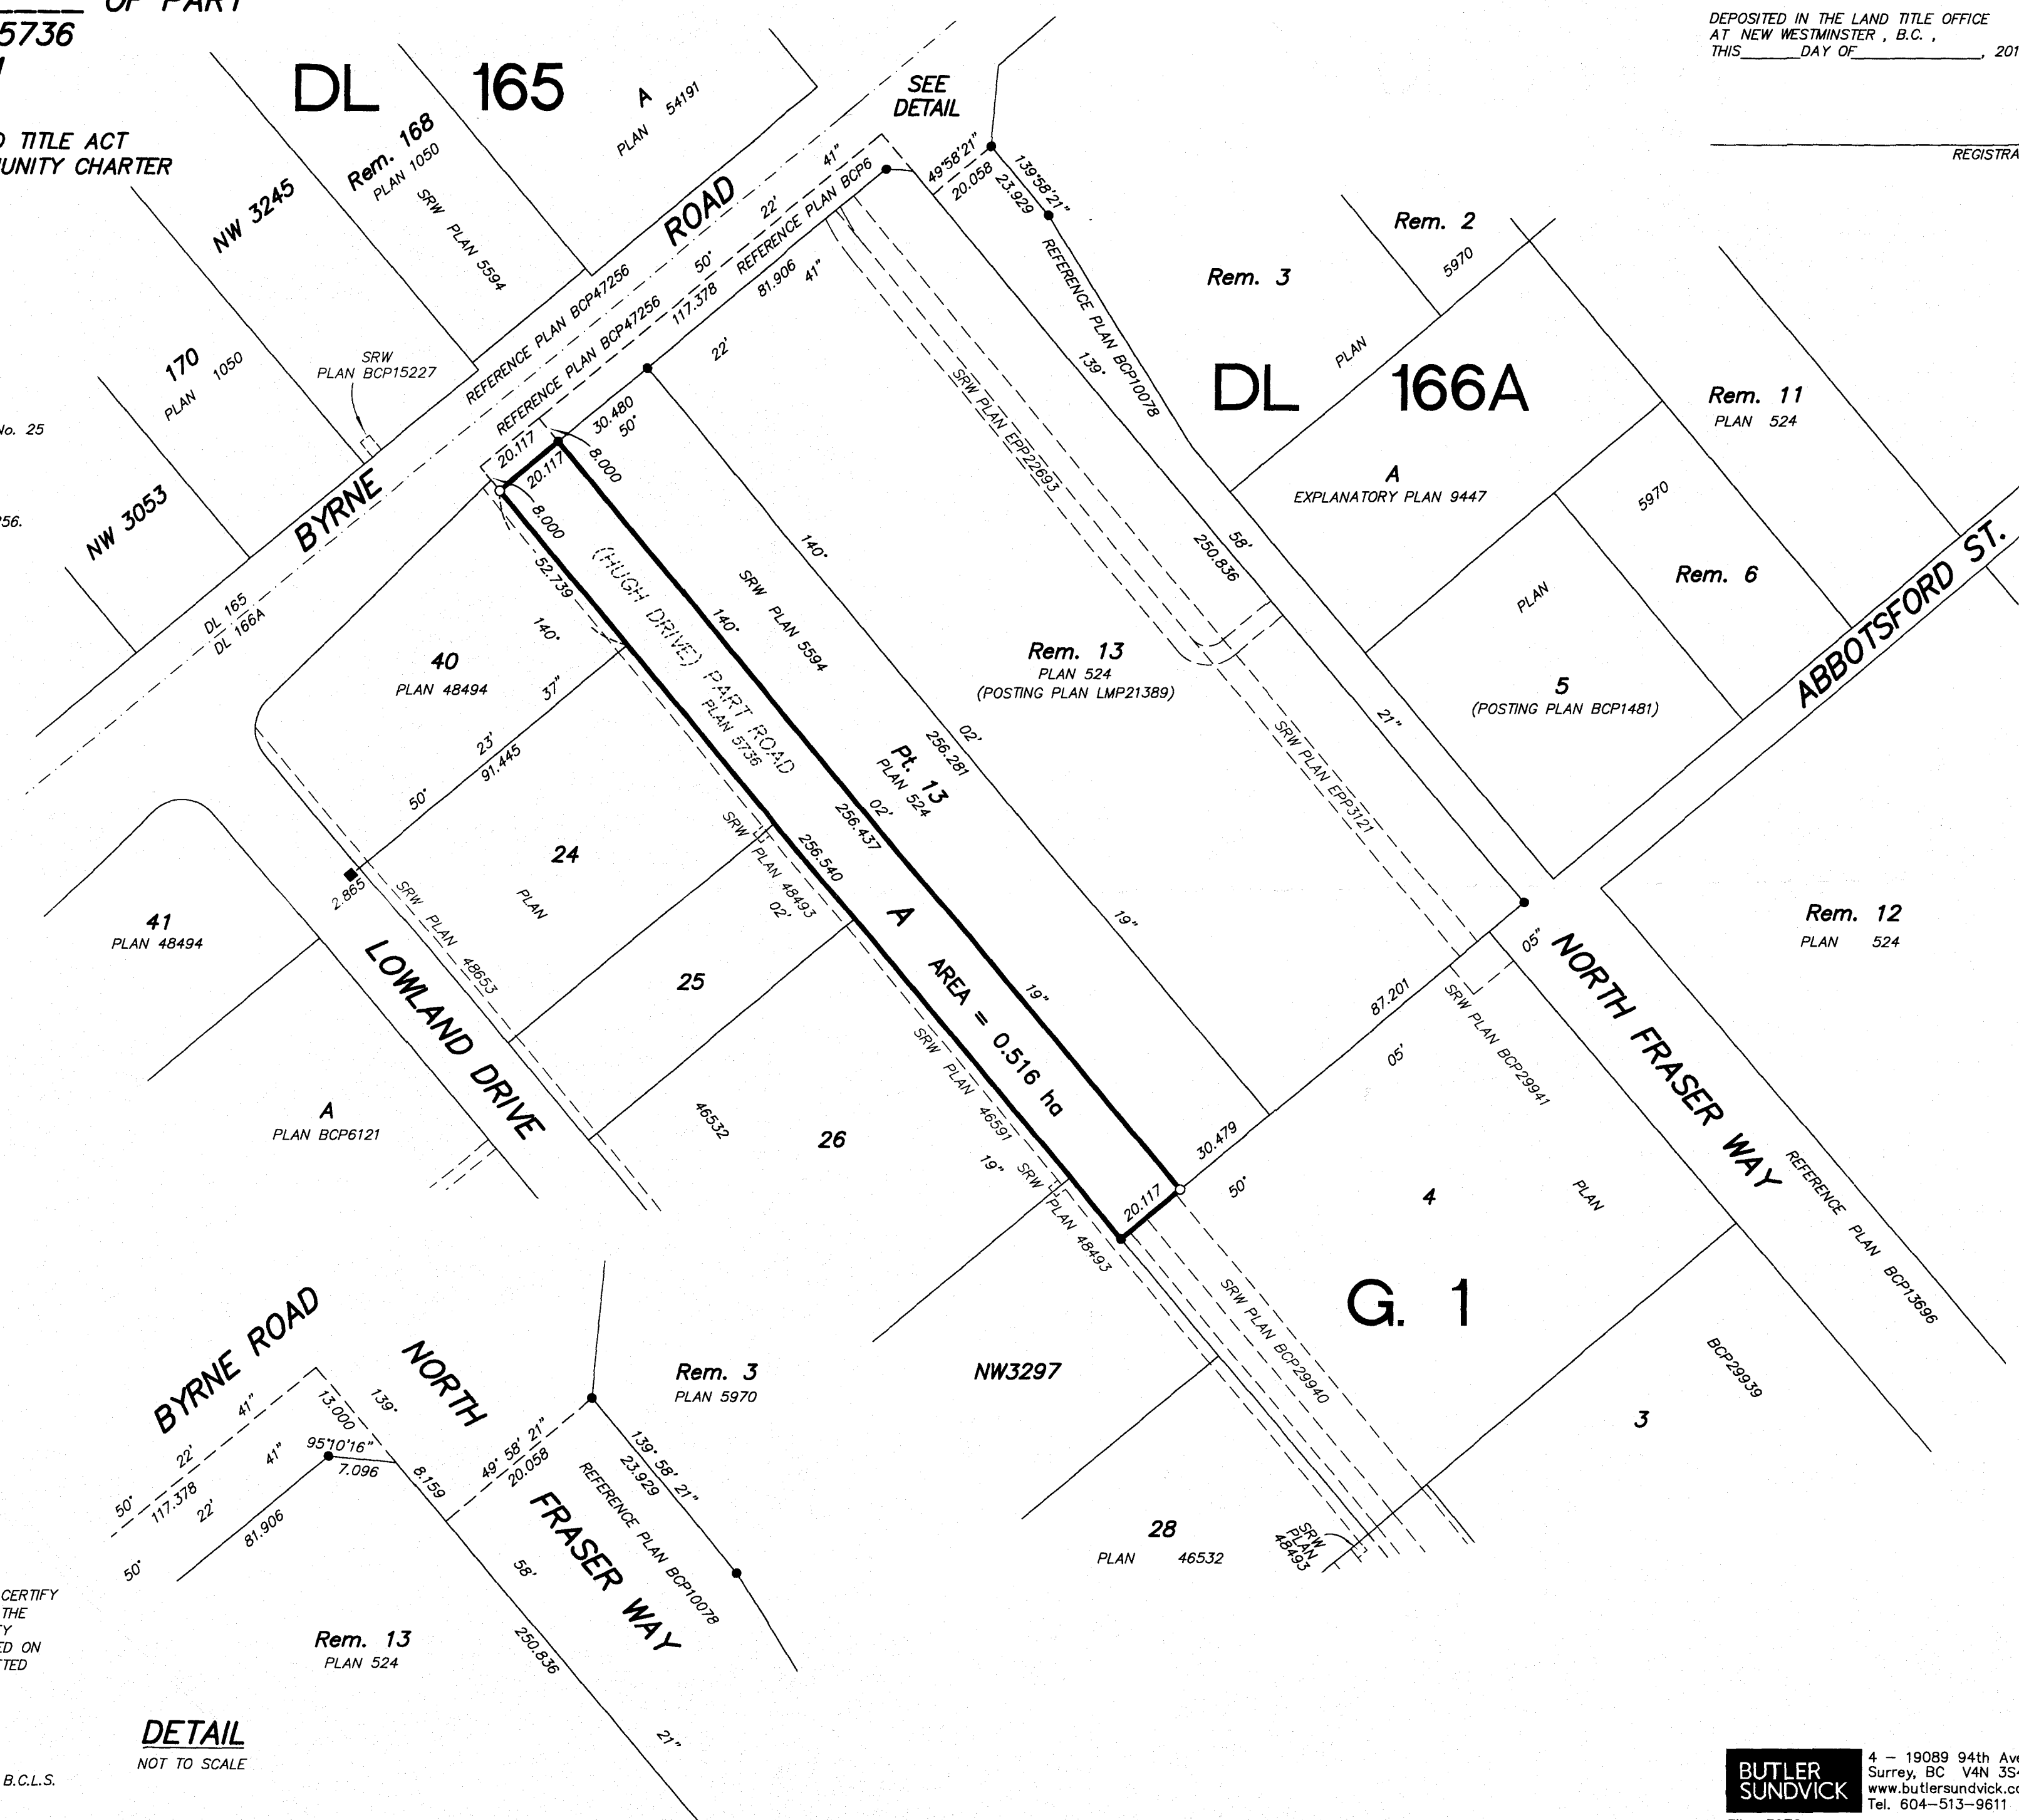 OF PART
5736
DEPOSITED IN THE LAND TITLE OFFICE
AT NEW WESTMINSTER , B.C. ,
THIS______DAY OF_____________, 201
REGISTRA
TITLE ACT
UNITY CHARTER
No. 25
256.
DL 165
A
PLAN 54191
Rem. 168
PLAN 1050
SRW PLAN 5594
NW 3245
170
PLAN 1050
SRW
PLAN BCP15227
NW 3053
BYRNE ROAD
REFERENCE PLAN BCP47256
REFERENCE PLAN BCP47256
REFERENCE PLAN BCP6
50° 22' 41"
117.378
81.906
50° 22' 41"
30.480
20.117
20.117
8.000
8.000
SEE
DETAIL
49°58'21"
20.058
139°58'21"
23.929
REFERENCE PLAN BCP10078
Rem. 2
5970
Rem. 3
PLAN
DL 166A
Rem. 11
PLAN 524
A
EXPLANATORY PLAN 9447
5970
Rem. 6
PLAN
5
(POSTING PLAN BCP1481)
ABBOTSFORD ST.
139° 58' 21"
250.836
SRW PLAN EPP22693
SRW PLAN EPP3121
Rem. 13
PLAN 524
(POSTING PLAN LMP21389)
140° 02' 19"
256.281
SRW PLAN 5594
Pt. 13
PLAN 524
140° 02' 19"
256.437
(HUGH DRIVE) PART ROAD
PLAN 5736
A
AREA = 0.516 ha
52.739
140° 02' 19"
256.540
DL 165
DL 166A
40
PLAN 48494
50° 23' 37"
91.445
2.865
24
PLAN
SRW PLAN 48493
SRW PLAN 48653
25
46532
26
SRW PLAN 46591
SRW PLAN 48493
41
PLAN 48494
LOWLAND DRIVE
A
PLAN BCP6121
20.117
30.479
87.201
50° 05' 05"
SRW PLAN BCP29941
Rem. 12
PLAN 524
NORTH FRASER WAY
REFERENCE PLAN BCP13696
4
PLAN
BCP29939
G. 1
3
SRW PLAN BCP29940
NW3297
28
PLAN 46532
SRW
PLAN
48493
BYRNE ROAD
NORTH
FRASER WAY
Rem. 3
PLAN 5970
50° 22' 41"
117.378
13.000
139° 58' 21"
95°10'16"
7.096
50° 22' 41"
81.906
8.159
49° 58' 21"
20.058
139° 58' 21"
23.929
REFERENCE PLAN BCP10078
250.836
Rem. 13
PLAN 524
CERTIFY
THE
ED ON
DETAIL
NOT TO SCALE
B.C.L.S.
BUTLER
SUNDVICK
4 - 19089 94th Ave
Surrey, BC V4N 3S4
www.butlersundvick.co
Tel. 604-513-9611